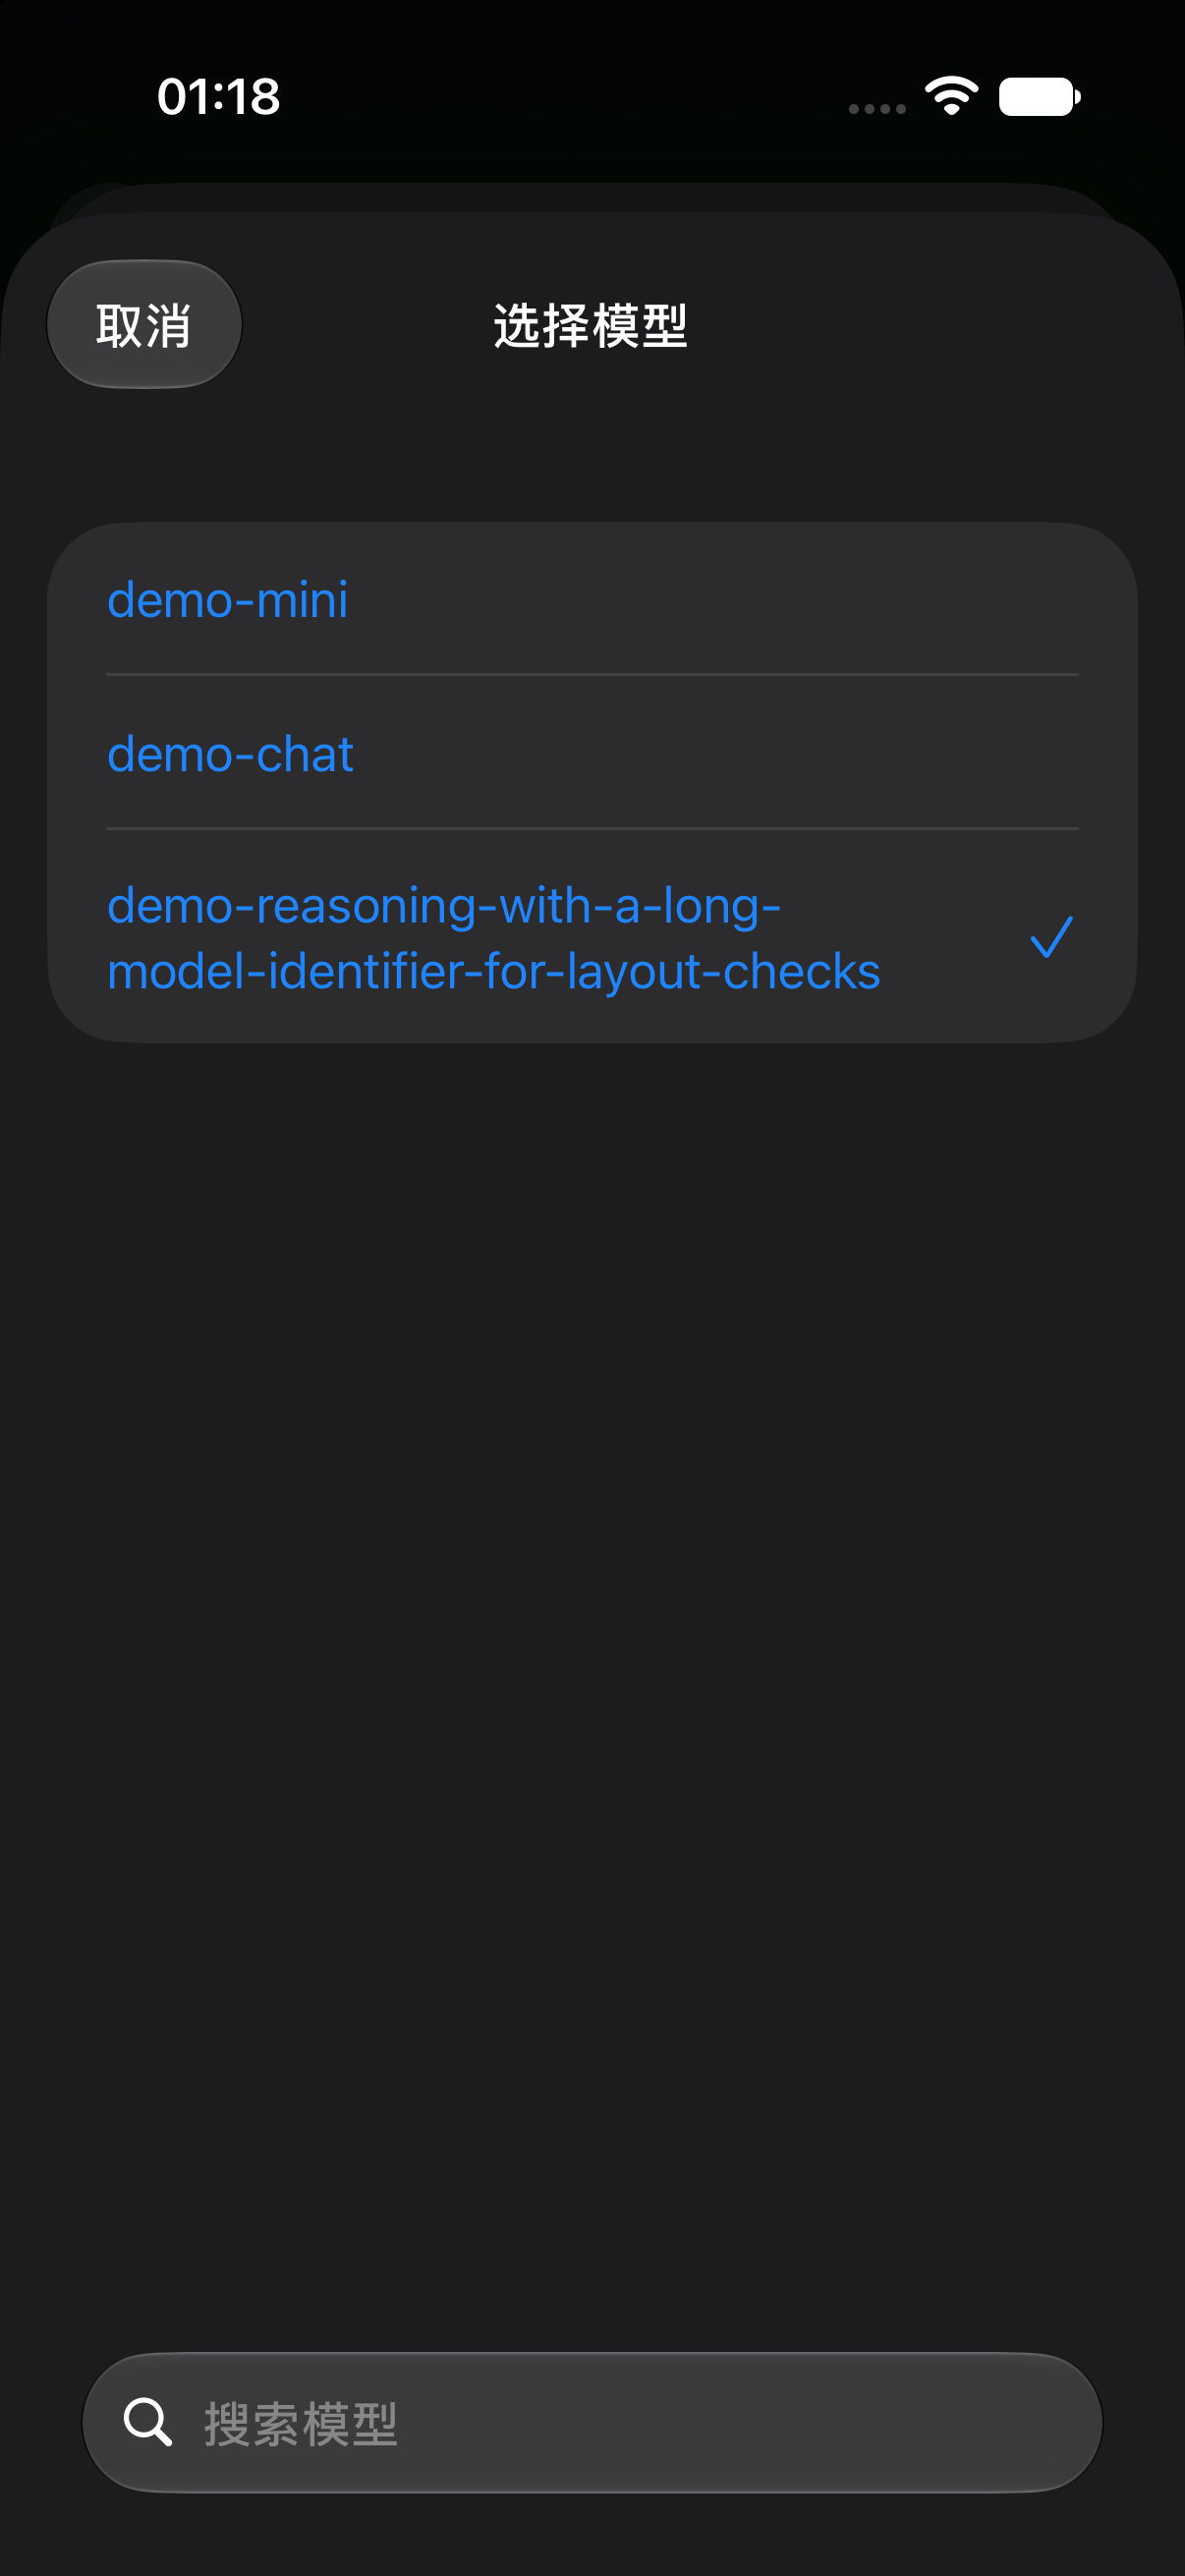 01:18
取消
选择模型
demo-mini
demo-chat
demo-reasoning-with-a-long-
model-identifier-for-layout-checks
搜索模型